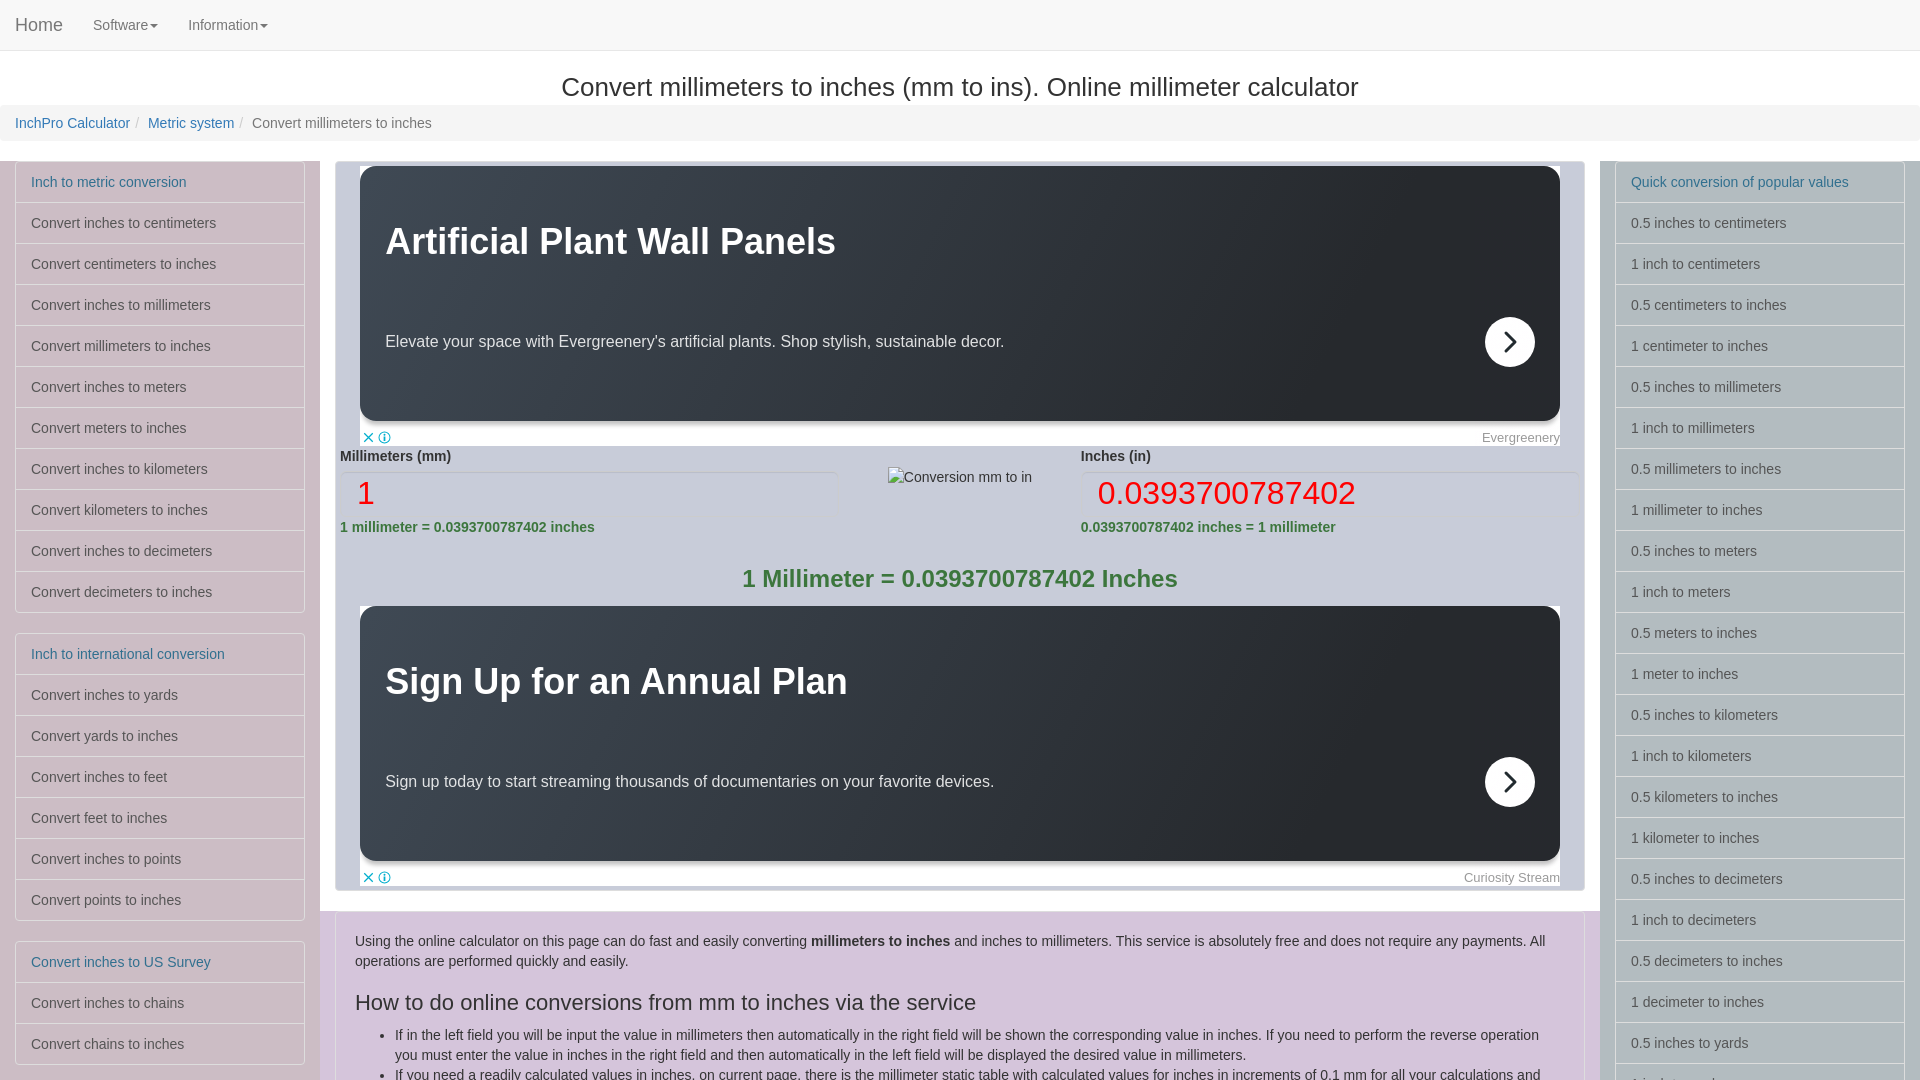 Home
Software
Information
Convert millimeters to inches (mm to ins). Online millimeter calculator
InchPro Calculator / Metric system / Convert millimeters to inches
Inch to metric conversion
Convert inches to centimeters
Convert centimeters to inches
Convert inches to millimeters
Convert millimeters to inches
Convert inches to meters
Convert meters to inches
Convert inches to kilometers
Convert kilometers to inches
Convert inches to decimeters
Convert decimeters to inches
Inch to international conversion
Convert inches to yards
Convert yards to inches
Convert inches to feet
Convert feet to inches
Convert inches to points
Convert points to inches
Convert inches to US Survey
Convert inches to chains
Convert chains to inches
Artificial Plant Wall Panels
Elevate your space with Evergreenery's artificial plants. Shop stylish, sustainable decor.
Evergreenery
Millimeters (mm)
1
1 millimeter = 0.0393700787402 inches
Conversion mm to in
Inches (in)
0.0393700787402
0.0393700787402 inches = 1 millimeter
1 Millimeter = 0.0393700787402 Inches
Sign Up for an Annual Plan
Sign up today to start streaming thousands of documentaries on your favorite devices.
Curiosity Stream
Using the online calculator on this page can do fast and easily converting millimeters to inches and inches to millimeters. This service is absolutely free and does not require any payments. All
operations are performed quickly and easily.
How to do online conversions from mm to inches via the service
• If in the left field you will be input the value in millimeters then automatically in the right field will be shown the corresponding value in inches. If you need to perform the reverse operation
you must enter the value in inches in the right field and then automatically in the left field will be displayed the desired value in millimeters.
• If you need a readily calculated values in inches, on current page, there is the millimeter static table with calculated values for inches in increments of 0.1 mm for all your calculations and
Quick conversion of popular values
0.5 inches to centimeters
1 inch to centimeters
0.5 centimeters to inches
1 centimeter to inches
0.5 inches to millimeters
1 inch to millimeters
0.5 millimeters to inches
1 millimeter to inches
0.5 inches to meters
1 inch to meters
0.5 meters to inches
1 meter to inches
0.5 inches to kilometers
1 inch to kilometers
0.5 kilometers to inches
1 kilometer to inches
0.5 inches to decimeters
1 inch to decimeters
0.5 decimeters to inches
1 decimeter to inches
0.5 inches to yards